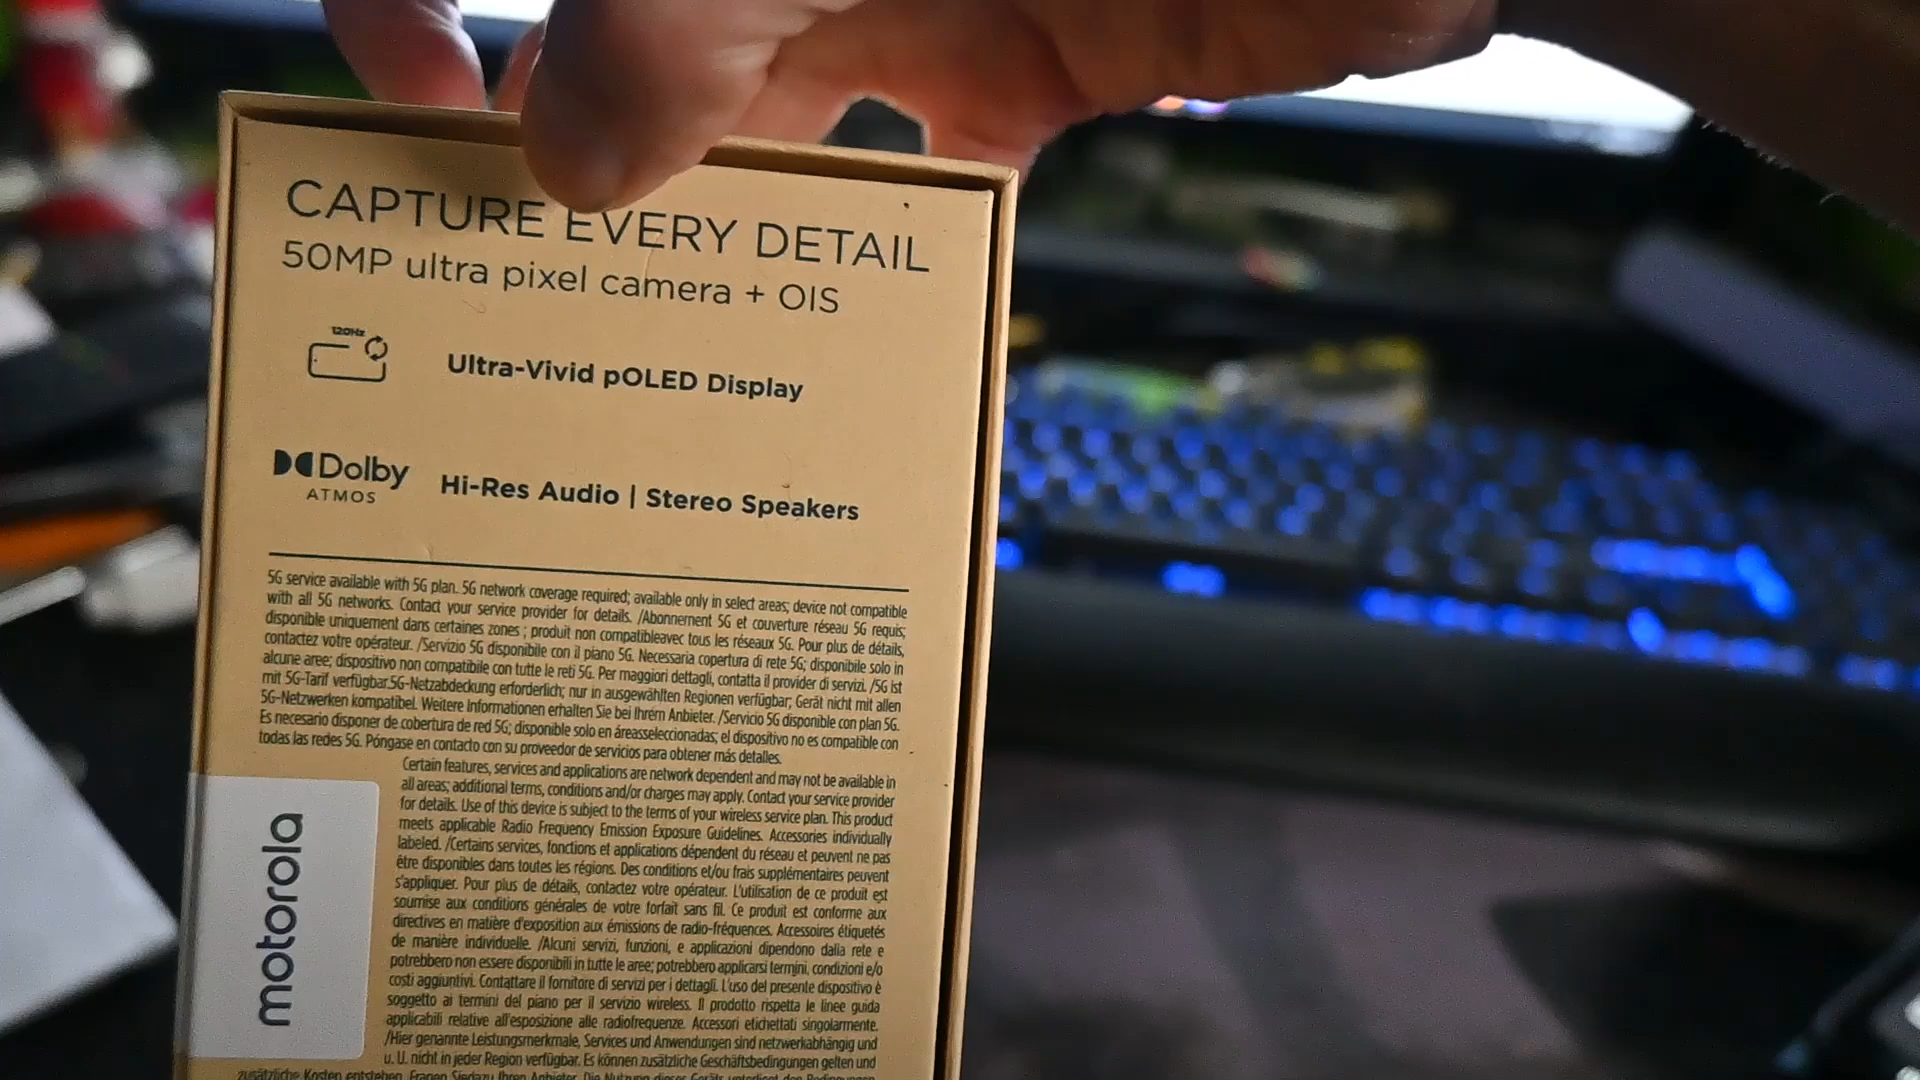 CAPTURE EVERY DETAIL
50MP ultra pixel camera + OIS
120Hz
Ultra-Vivid pOLED Display
Dolby
ATMOS
Hi-Res Audio | Stereo Speakers
5G service available with 5G plan. 5G network coverage required; available only in select areas; device not compatible
with all 5G networks. Contact your service provider for details. /Abonnement 5G et couverture réseau 5G requis;
disponible uniquement dans certaines zones ; produit non compatibleavec tous les réseaux 5G. Pour plus de détails,
contactez votre opérateur. /Servizio 5G disponibile con il piano 5G. Necessaria copertura di rete 5G; disponibile solo in
alcune aree; dispositivo non compatibile con tutte le reti 5G. Per maggiori dettagli, contatta il provider di servizi. /5G ist
mit 5G-Tarif verfügbar.5G-Netzabdeckung erforderlich; nur in ausgewählten Regionen verfügbar; Gerät nicht mit allen
5G-Netzwerken kompatibel. Weitere Informationen erhalten Sie bei Ihrem Anbieter. /Servicio 5G disponible con plan 5G.
Es necesario disponer de cobertura de red 5G; disponible solo en áreasseleccionadas; el dispositivo no es compatible con
todas las redes 5G. Póngase en contacto con su proveedor de servicios para obtener más detalles.
Certain features, services and applications are network dependent and may not be available in
all areas; additional terms, conditions and/or charges may apply. Contact your service provider
for details. Use of this device is subject to the terms of your wireless service plan. This product
meets applicable Radio Frequency Emission Exposure Guidelines. Accessories individually
labeled. /Certains services, fonctions et applications dépendent du réseau et peuvent ne pas
être disponibles dans toutes les régions. Des conditions et/ou frais supplémentaires peuvent
s'appliquer. Pour plus de détails, contactez votre opérateur. L'utilisation de ce produit est
soumise aux conditions générales de votre forfait sans fil. Ce produit est conforme aux
directives en matière d'exposition aux émissions de radio-fréquences. Accessoires étiquetés
de manière individuelle. /Alcuni servizi, funzioni, e applicazioni dipendono dalla rete e
potrebbero non essere disponibili in tutte le aree; potrebbero applicarsi termini, condizioni e/o
costi aggiuntivi. Contattare il fornitore di servizi per i dettagli. L'uso del presente dispositivo è
soggetto ai termini del piano per il servizio wireless. Il prodotto rispetta le linee guida
applicabili relative all'esposizione alle radiofrequenze. Accessori etichettati singolarmente.
/Hier genannte Leistungsmerkmale, Services und Anwendungen sind netzwerkabhängig und
u. U. nicht in jeder Region verfügbar. Es können zusätzliche Geschäftsbedingungen gelten und
zusätzliche Kosten entstehen. Fragen Siedazu Ihren Anbieter. Die Nutzung dieses Geräts unterliegt den Bedingungen
motorola